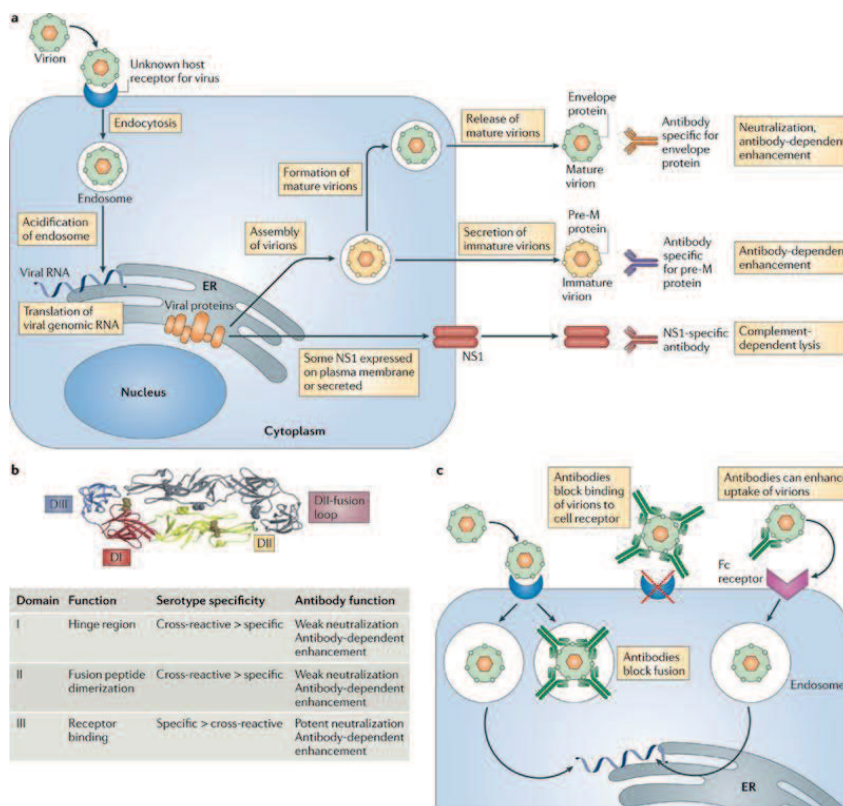 a
Virion
Unknown host
receptor for virus
Endocytosis
Endosome
Acidification
of endosome
Viral RNA
Translation of
viral genomic RNA
ER
Viral proteins
Nucleus
Cytoplasm
Assembly
of virions
Formation of
mature virions
Release of
mature virions
Secretion of
immature virions
Some NS1 expressed
on plasma membrane
or secreted
NS1
Envelope
protein
Mature
virion
Antibody
specific for
envelope
protein
Neutralization,
antibody-dependent
enhancement
Pre-M
protein
Immature
virion
Antibody
specific
for pre-M
protein
Antibody-dependent
enhancement
NS1-specific
antibody
Complement-
dependent lysis
b
DIII
DI
DII
DII-fusion
loop
Domain Function Serotype specificity Antibody function
I Hinge region Cross-reactive > specific Weak neutralization
Antibody-dependent
enhancement
II Fusion peptide Cross-reactive > specific Weak neutralization
dimerization Antibody-dependent
enhancement
III Receptor Specific > cross-reactive Potent neutralization
binding Antibody-dependent
enhancement
c
Antibodies
block binding
of virions to
cell receptor
Antibodies can enhance
uptake of virions
Fc
receptor
Antibodies
block fusion
Endosome
ER